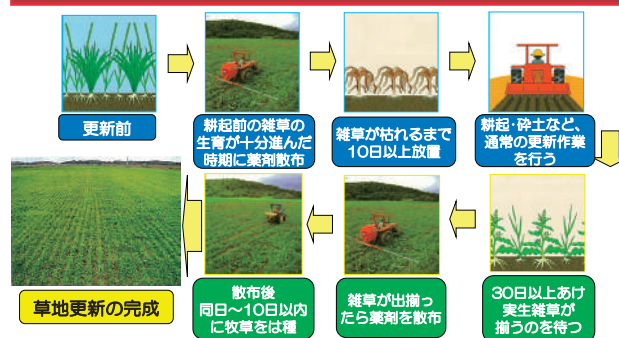 更新前
耕起前の雑草の
生育が十分進んだ
時期に薬剤散布
雑草が枯れるまで
10日以上放置
耕起・砕土など、
通常の更新作業
を行う
30日以上あけ
実生雑草が
揃うのを待つ
雑草が出揃っ
たら薬剤を散布
散布後
同日～10日以内
に牧草をは種
草地更新の完成